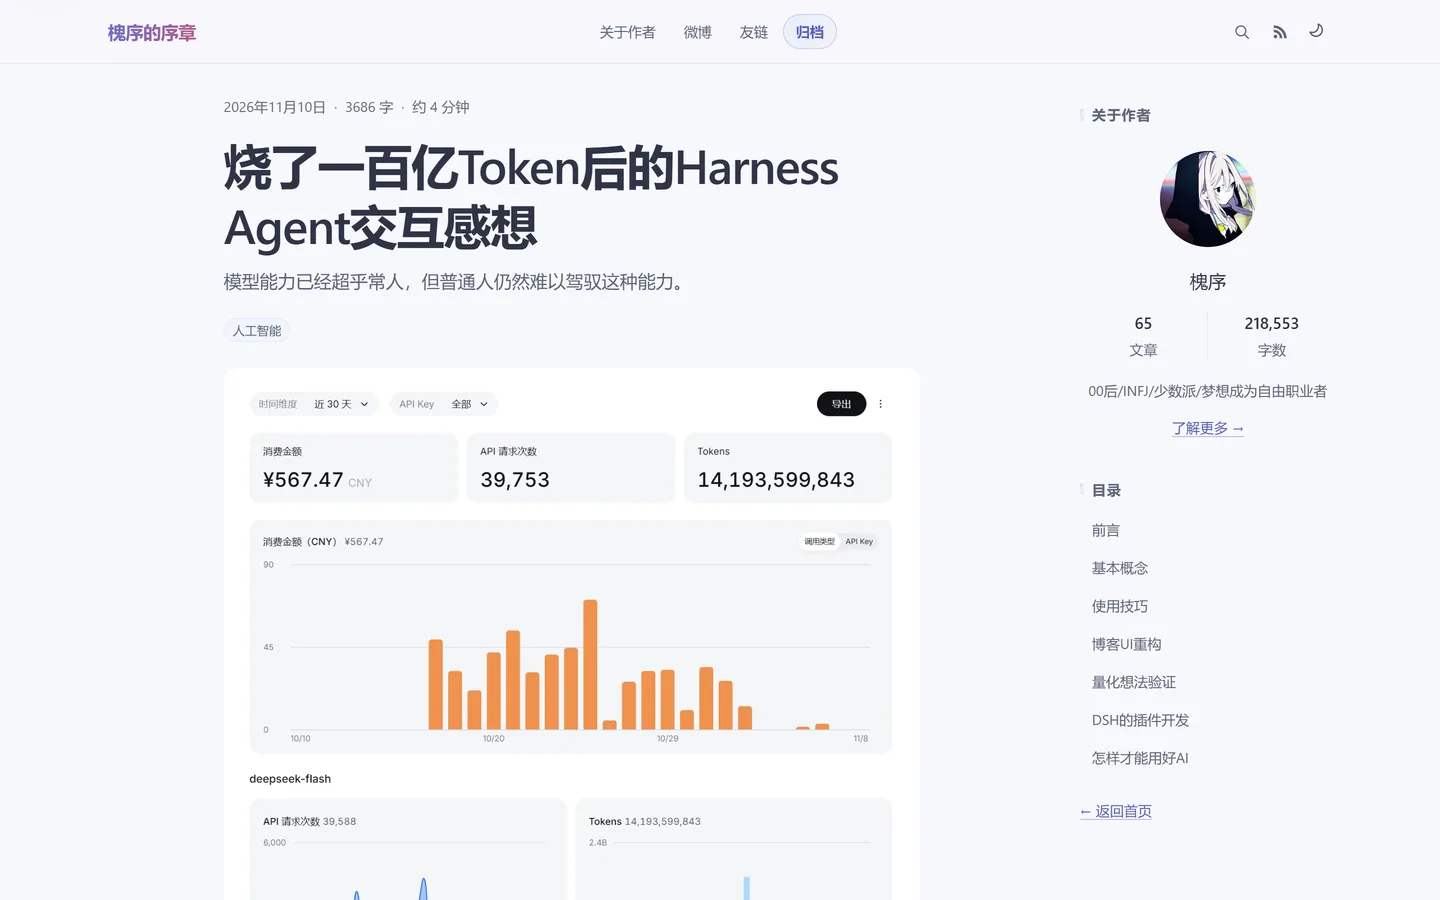 槐序的序章
关于作者
微博
友链
归档
2026年11月10日 · 3686 字 · 约 4 分钟
烧了一百亿Token后的Harness
Agent交互感想
模型能力已经超乎常人，但普通人仍然难以驾驭这种能力。
人工智能
时间维度 近 30 天
API Key 全部
导出
消费金额
¥567.47 CNY
API 请求次数
39,753
Tokens
14,193,599,843
消费金额（CNY） ¥567.47
调用类型 API Key
90
45
0
10/10 10/20 10/29 11/8
deepseek-flash
API 请求次数 39,588
6,000
Tokens 14,193,599,843
2.4B
关于作者
槐序
65
文章
218,553
字数
00后/INFJ/少数派/梦想成为自由职业者
了解更多 →
目录
前言
基本概念
使用技巧
博客UI重构
量化想法验证
DSH的插件开发
怎样才能用好AI
← 返回首页